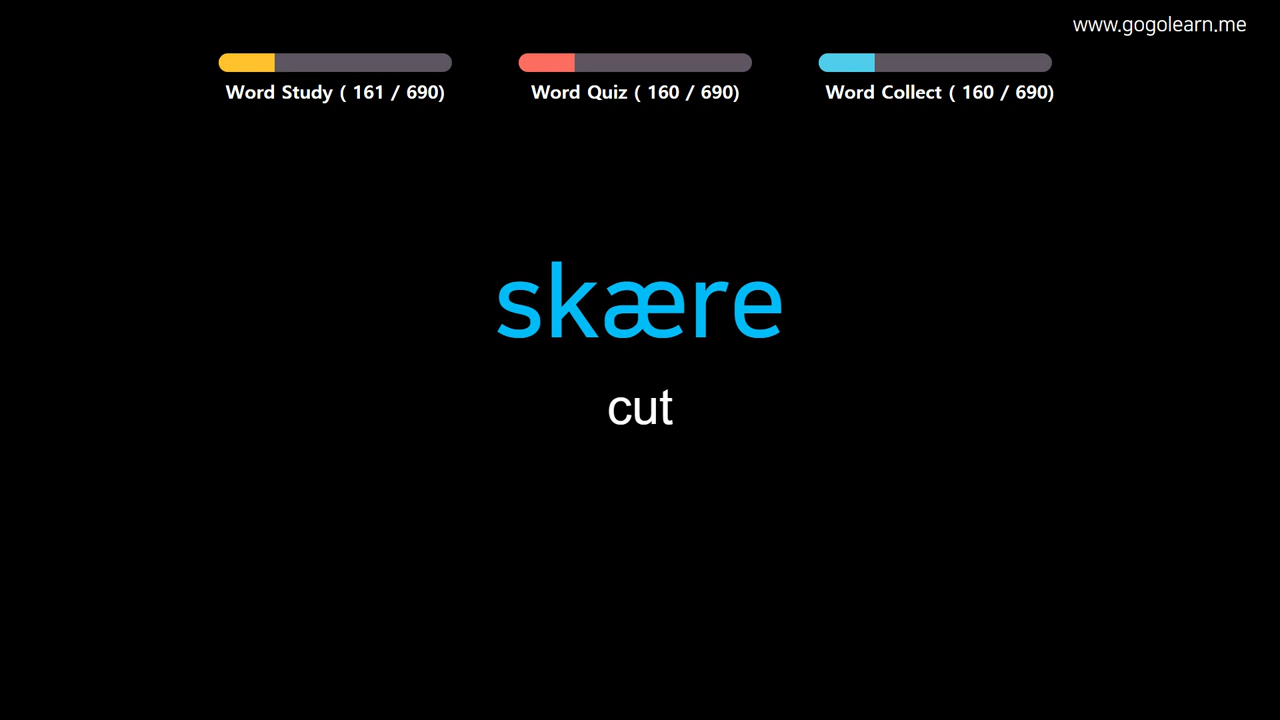 www.gogolearn.me
Word Study ( 161 / 690)
Word Quiz ( 160 / 690)
Word Collect ( 160 / 690)
skære
cut